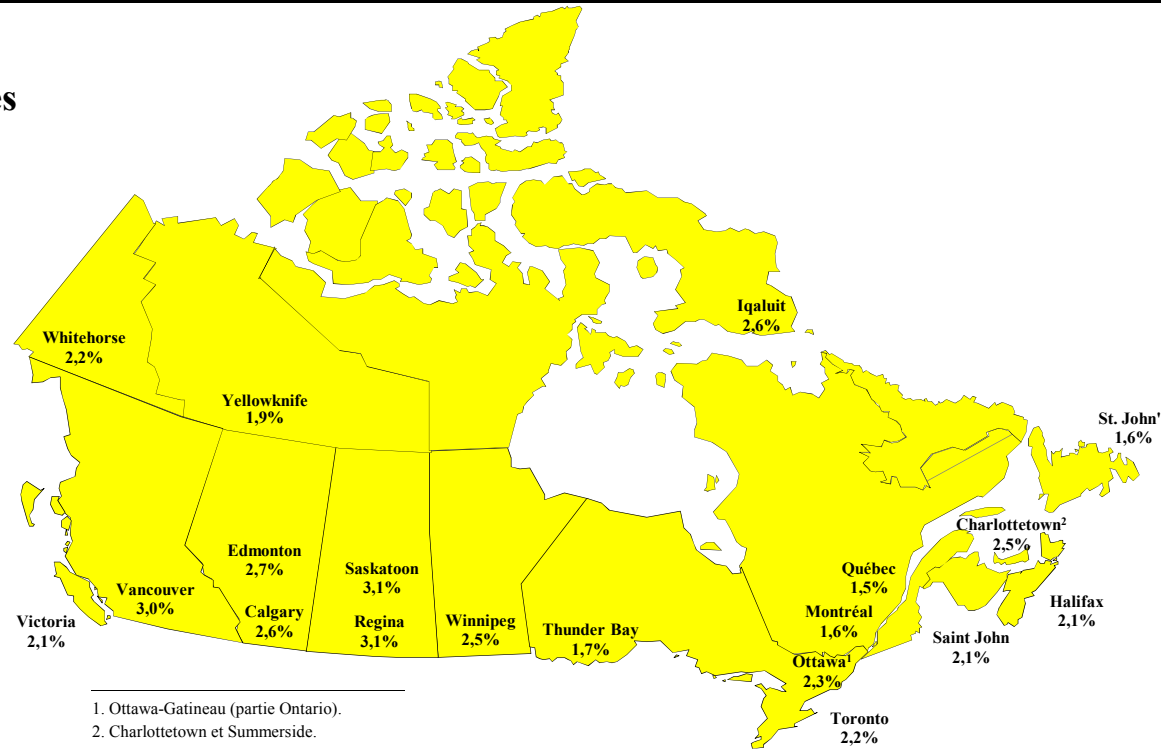 es
Iqaluit
2,6%
Whitehorse
2,2%
Yellowknife
1,9%
St. John'
1,6%
Charlottetown²
2,5%
Edmonton
2,7%
Saskatoon
3,1%
Québec
1,5%
Vancouver
3,0%
Calgary
2,6%
Regina
3,1%
Winnipeg
2,5%
Montréal
1,6%
Halifax
2,1%
Victoria
2,1%
Thunder Bay
1,7%
Saint John
2,1%
Ottawa¹
2,3%
Toronto
2,2%
1. Ottawa-Gatineau (partie Ontario).
2. Charlottetown et Summerside.